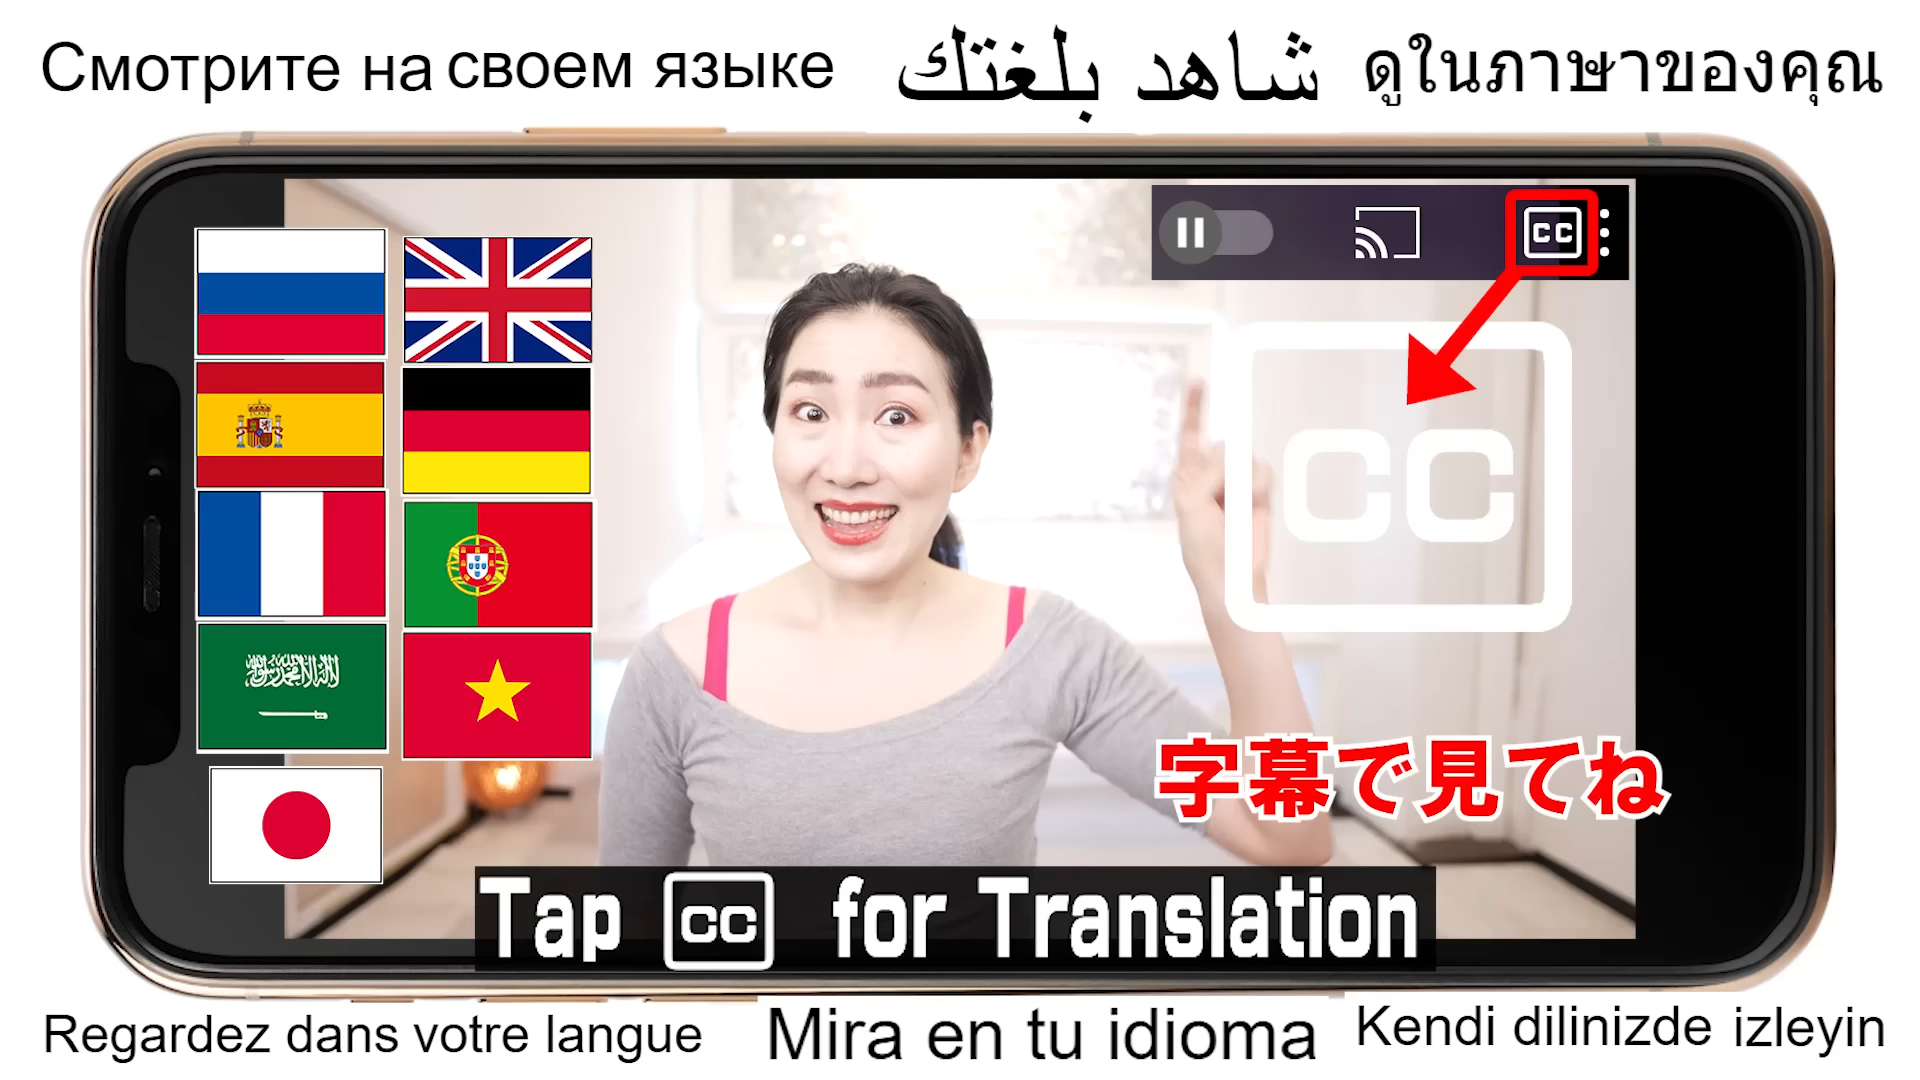 Смотрите на своем языке
شاهد بلغتك
ดูในภาษาของคุณ
CC
CC
字幕で見てね
Tap CC for Translation
Regardez dans votre langue
Mira en tu idioma
Kendi dilinizde izleyin